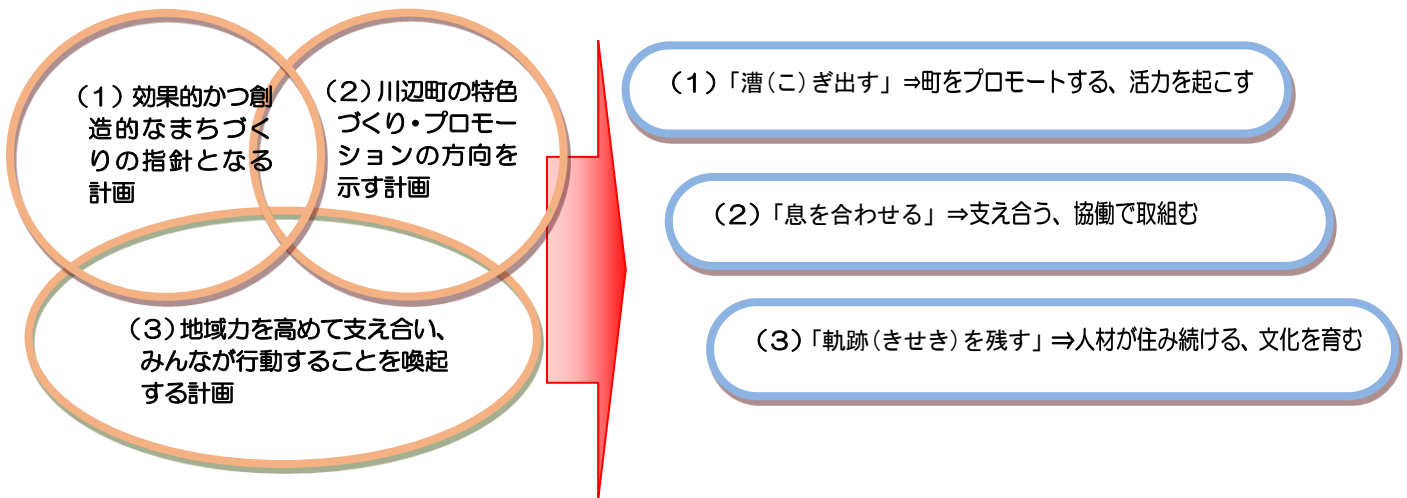 （１）効果的かつ創
造的なまちづく
りの指針となる
計画
（２）川辺町の特色
づくり・プロモー
ションの方向を
示す計画
（３）地域力を高めて支え合い、
みんなが行動することを喚起
する計画
（１）「漕（こ）ぎ出す」⇒町をプロモートする、活力を起こす
（２）「息を合わせる」⇒支え合う、協働で取組む
（３）「軌跡（きせき）を残す」⇒人材が住み続ける、文化を育む